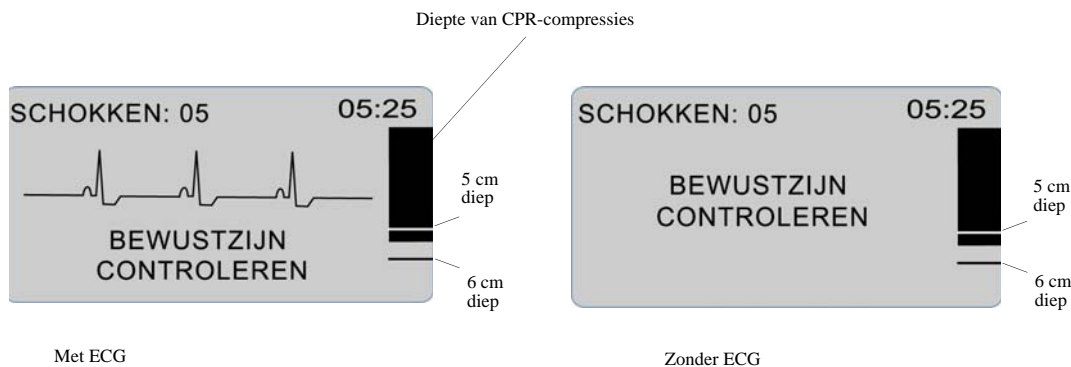 Diepte van CPR-compressies
SCHOKKEN: 05 05:25
BEWUSTZIJN
CONTROLEREN
5 cm
diep
6 cm
diep
Met ECG
SCHOKKEN: 05 05:25
BEWUSTZIJN
CONTROLEREN
5 cm
diep
6 cm
diep
Zonder ECG